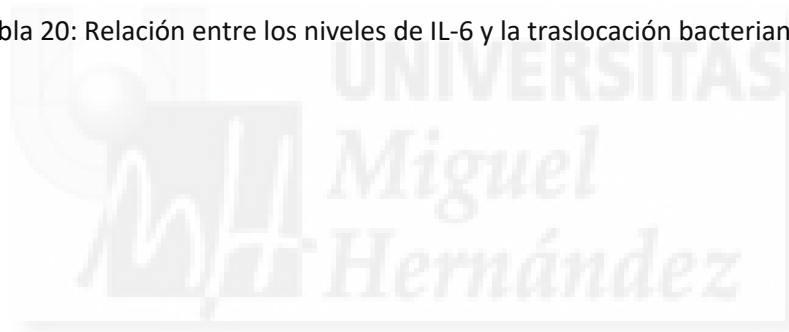 bla 20: Relación entre los niveles de IL-6 y la traslocación bacterian
UNIVERSITAS
Miguel
Hernández